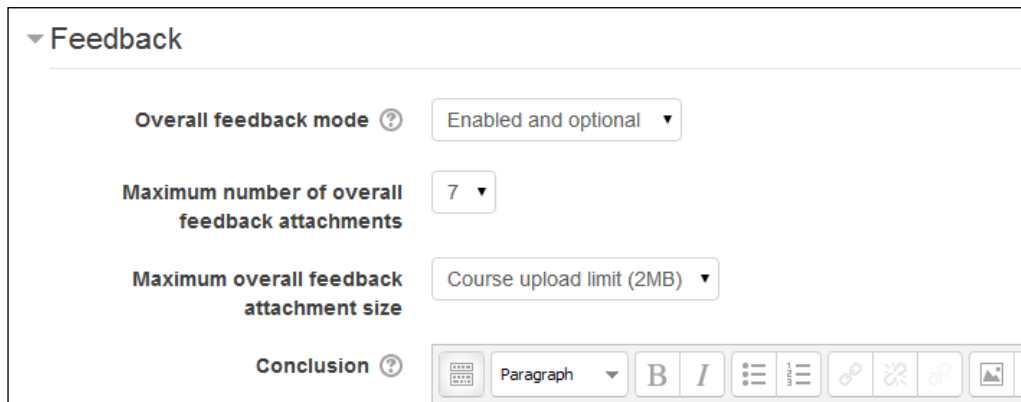 Feedback
Overall feedback mode
Enabled and optional
Maximum number of overall
feedback attachments
7
Maximum overall feedback
attachment size
Course upload limit (2MB)
Conclusion
Paragraph
B I